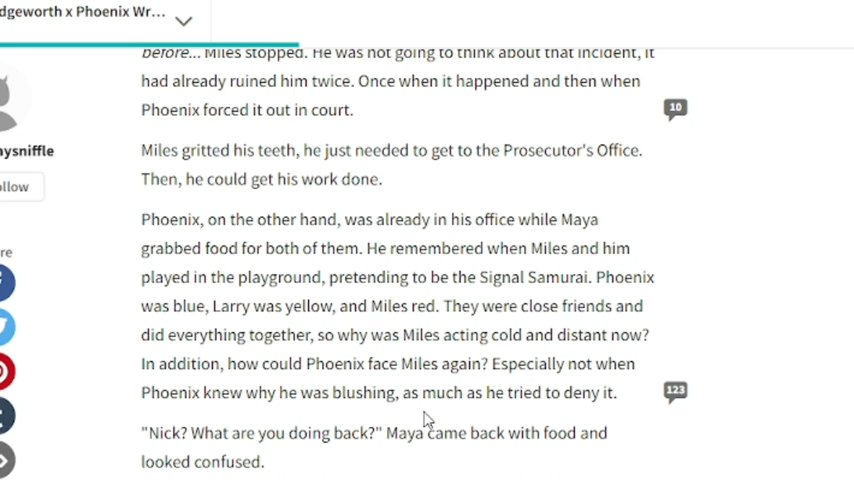 dgeworth x Phoenix Wr...
before... Miles stopped. He was not going to think about that incident, it
had already ruined him twice. Once when it happened and then when
Phoenix forced it out in court.
10
Miles gritted his teeth, he just needed to get to the Prosecutor's Office.
Then, he could get his work done.
aysniffle
ollow
Phoenix, on the other hand, was already in his office while Maya
grabbed food for both of them. He remembered when Miles and him
played in the playground, pretending to be the Signal Samurai. Phoenix
was blue, Larry was yellow, and Miles red. They were close friends and
did everything together, so why was Miles acting cold and distant now?
In addition, how could Phoenix face Miles again? Especially not when
Phoenix knew why he was blushing, as much as he tried to deny it.
123
re
"Nick? What are you doing back?" Maya came back with food and
looked confused.